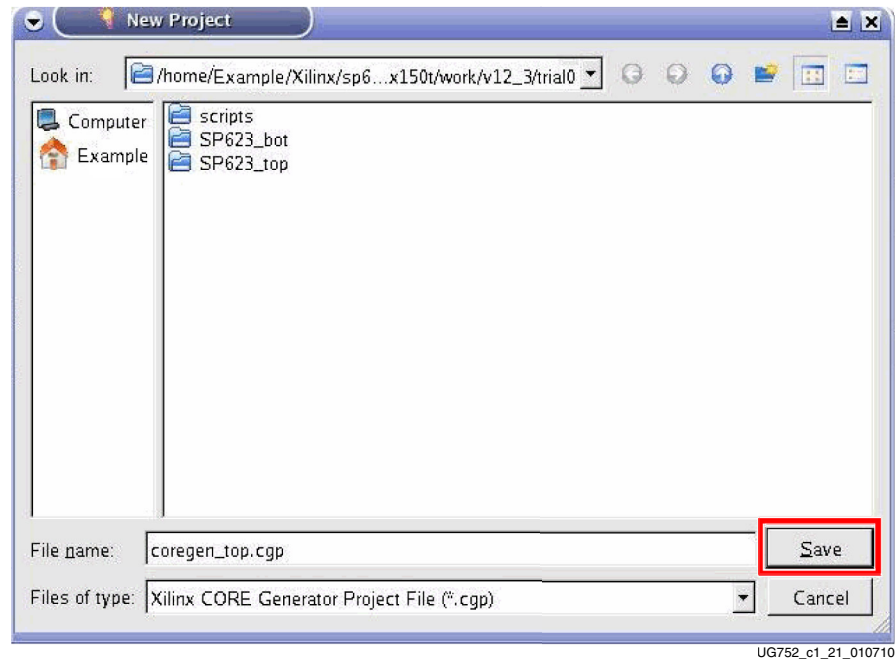 New Project
Look in: /home/Example/Xilinx/sp6...x150t/work/v12_3/trial0
Computer
Example
scripts
SP623_bot
SP623_top
File name: coregen_top.cgp
Save
Files of type: Xilinx CORE Generator Project File (*.cgp)
Cancel
UG752_c1_21_010710